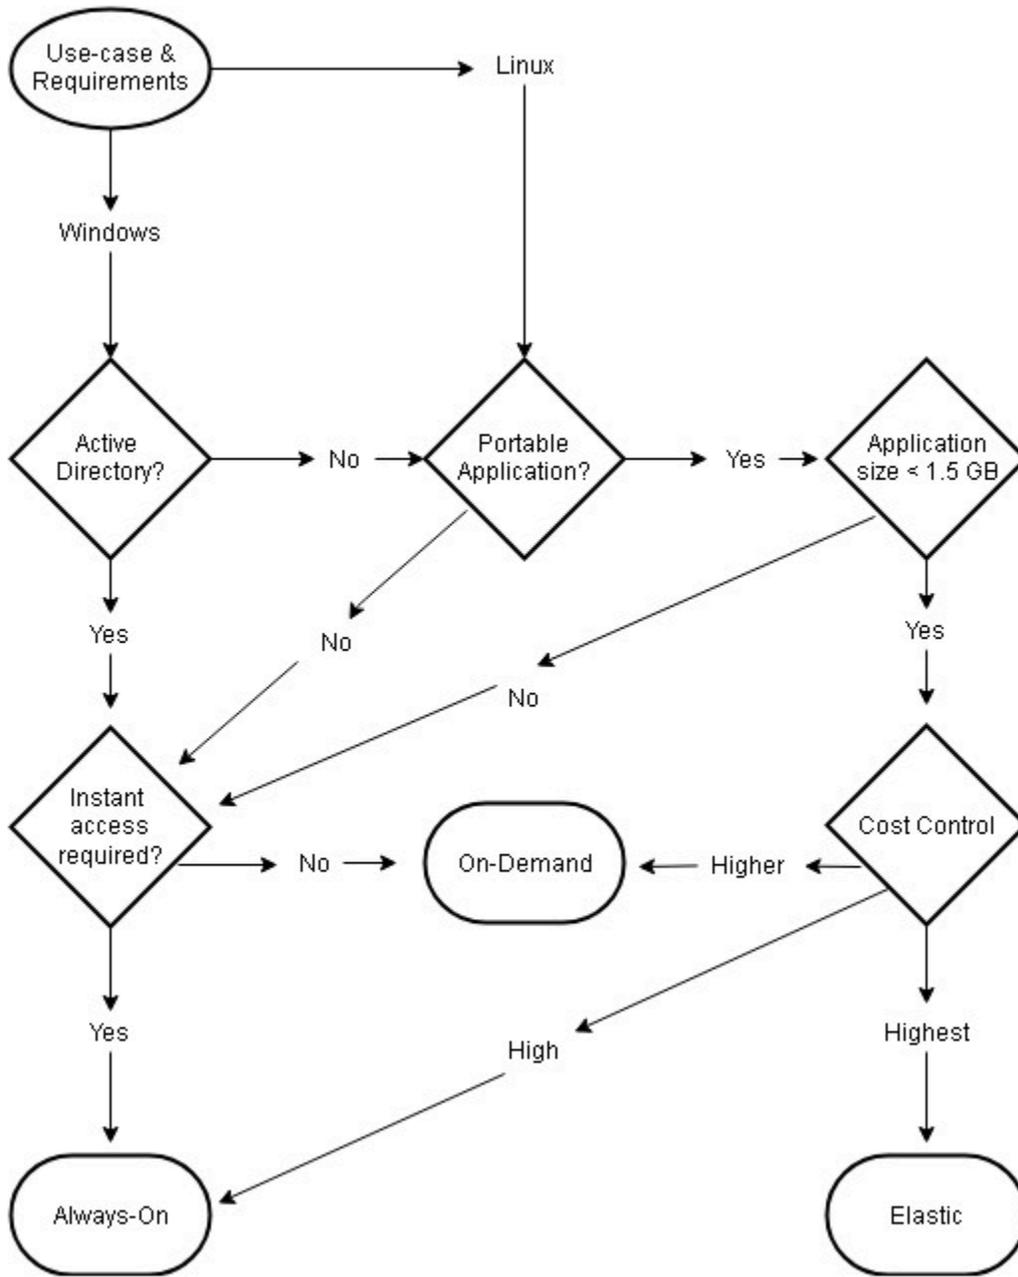 Use-case &
Requirements
Linux
Windows
Active
Directory?
No
Portable
Application?
Yes
Application
size < 1.5 GB
Yes
No
No
Yes
Instant
access
required?
No
On-Demand
Higher
Cost Control
Yes
High
Highest
Always-On
Elastic